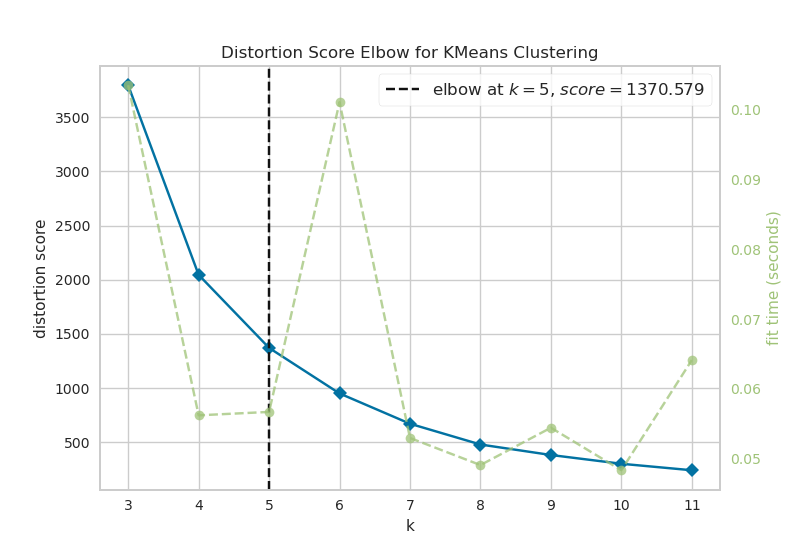 Distortion Score Elbow for KMeans Clustering
elbow at k = 5, score = 1370.579
distortion score
3500
3000
2500
2000
1500
1000
500
0.10
0.09
0.08
0.07
0.06
0.05
fit time (seconds)
3 4 5 6 7 8 9 10 11
k